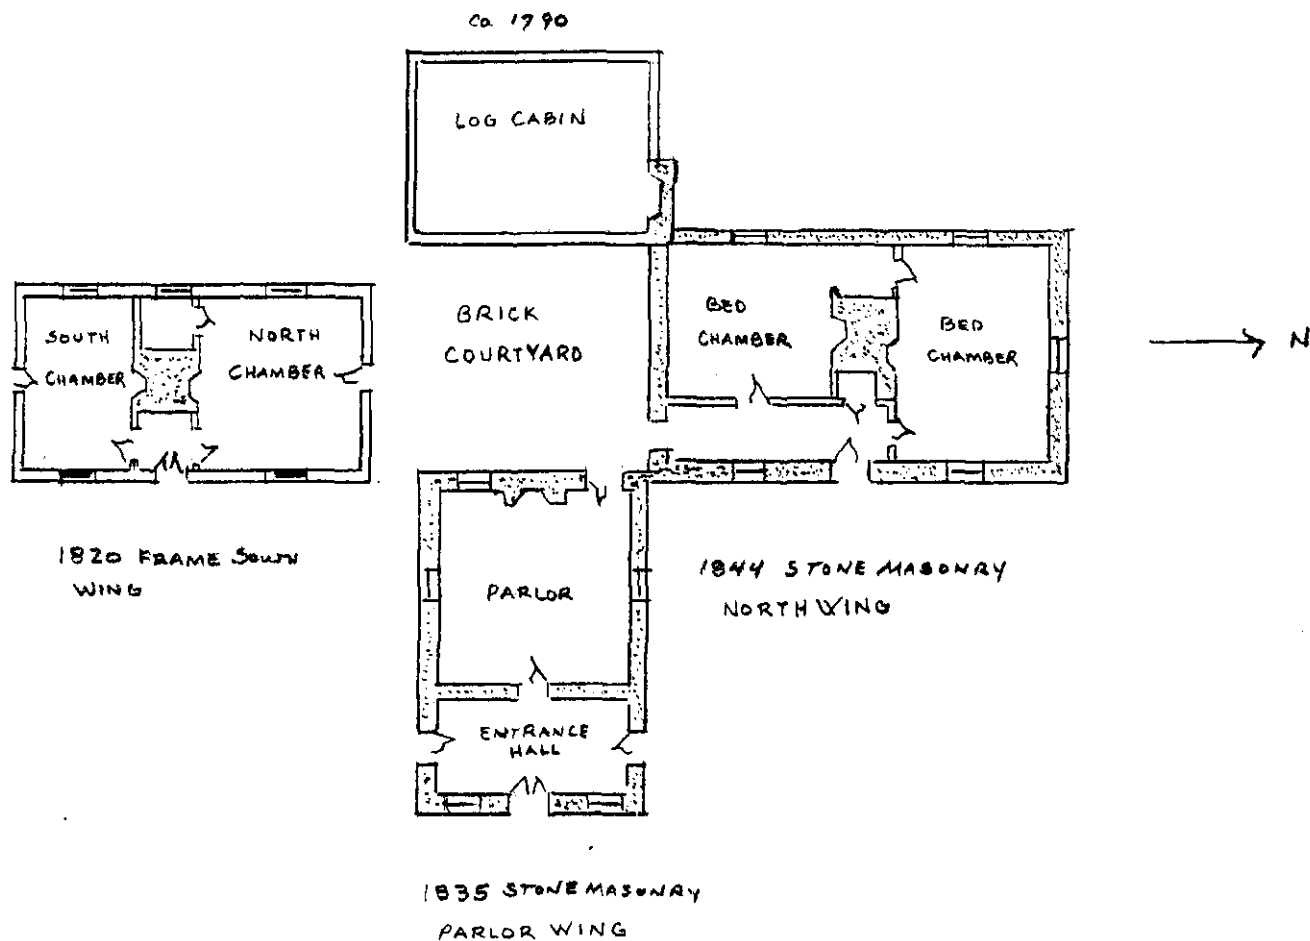 Ca 1790
LOG CABIN
BRICK
COURTYARD
BED
CHAMBER
BED
CHAMBER
N
SOUTH
CHAMBER
NORTH
CHAMBER
1820 FRAME SOUTH
WING
PARLOR
1844 STONE MASONRY
NORTH WING
ENTRANCE
HALL
1835 STONE MASONRY
PARLOR WING